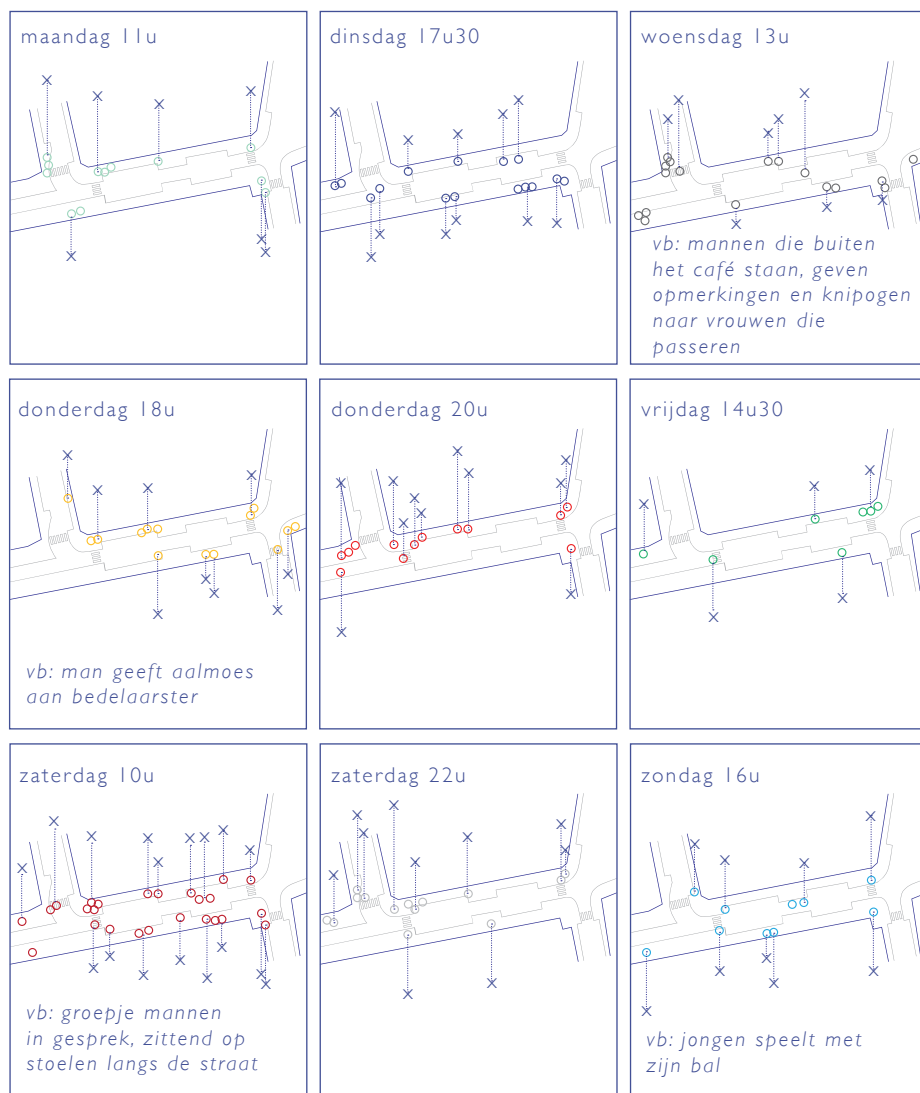 maandag 11u
dinsdag 17u30
woensdag 13u
vb: mannen die buiten
het café staan, geven
opmerkingen en knipogen
naar vrouwen die
passeren
donderdag 18u
donderdag 20u
vrijdag 14u30
vb: man geeft aalmoes
aan bedelaarster
zaterdag 10u
zaterdag 22u
zondag 16u
vb: groepje mannen
in gesprek, zittend op
stoelen langs de straat
vb: jongen speelt met
zijn bal